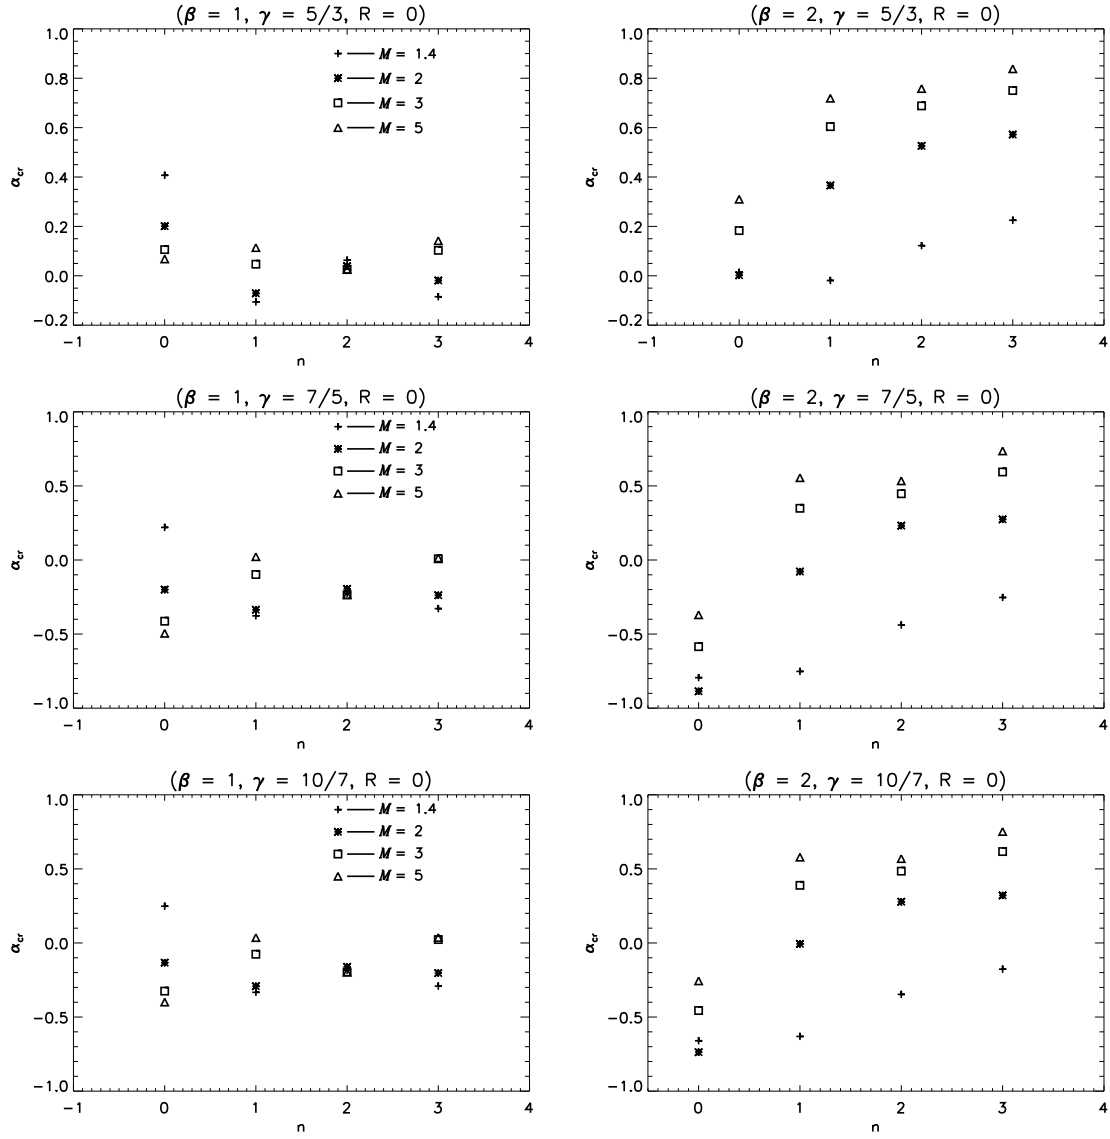 (β = 1, γ = 5/3, R = 0)
1.0
0.8
0.6
0.4
0.2
0.0
−0.2
α_cr
−1 0 1 2 3 4
n
M = 1.4
M = 2
M = 3
M = 5
(β = 2, γ = 5/3, R = 0)
1.0
0.8
0.6
0.4
0.2
0.0
−0.2
α_cr
−1 0 1 2 3 4
n
(β = 1, γ = 7/5, R = 0)
1.0
0.5
0.0
−0.5
−1.0
α_cr
−1 0 1 2 3 4
n
M = 1.4
M = 2
M = 3
M = 5
(β = 2, γ = 7/5, R = 0)
1.0
0.5
0.0
−0.5
−1.0
α_cr
0 1 2 3 4
n
(β = 1, γ = 10/7, R = 0)
1.0
0.5
0.0
−0.5
−1.0
α_cr
−1 0 1 2 3 4
n
M = 1.4
M = 2
M = 3
M = 5
(β = 2, γ = 10/7, R = 0)
1.0
0.5
0.0
−0.5
−1.0
α_cr
0 1 2 3 4
n